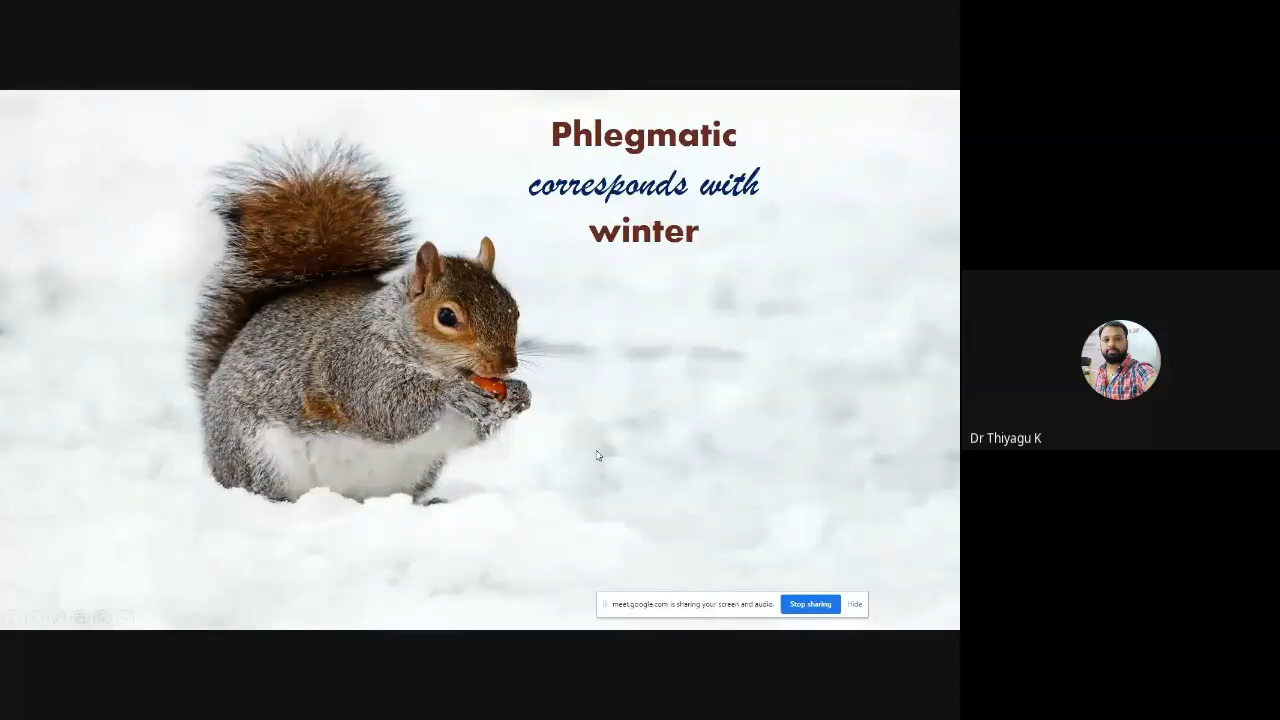 Phlegmatic
corresponds with
winter
Dr Thiyagu K
meet.google.com is sharing your screen and audio. Stop sharing Hide